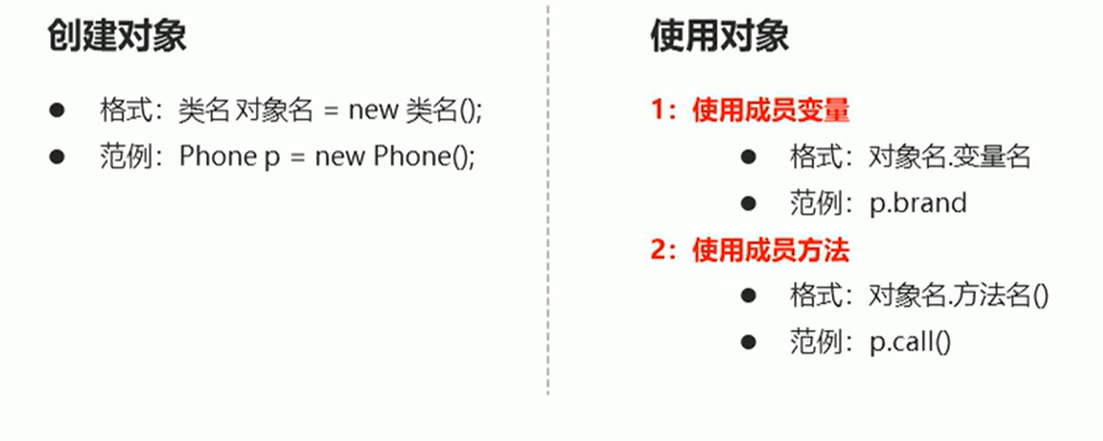 创建对象
● 格式：类名 对象名 = new 类名();
● 范例：Phone p = new Phone();
使用对象
1：使用成员变量
● 格式：对象名.变量名
● 范例：p.brand
2：使用成员方法
● 格式：对象名.方法名()
● 范例：p.call()